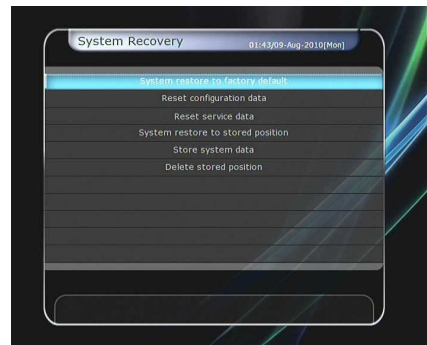 System Recovery
01:43/09-Aug-2010[Mon]
System restore to factory default
Reset configuration data
Reset service data
System restore to stored position
Store system data
Delete stored position